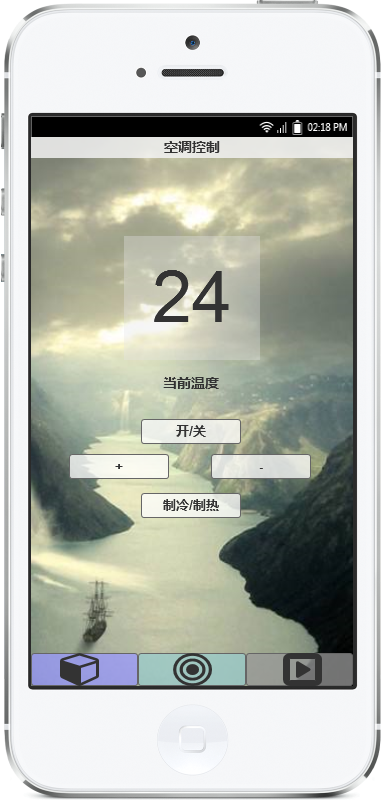 02:18 PM
空调控制
24
当前温度
开/关
+
-
制冷/制热